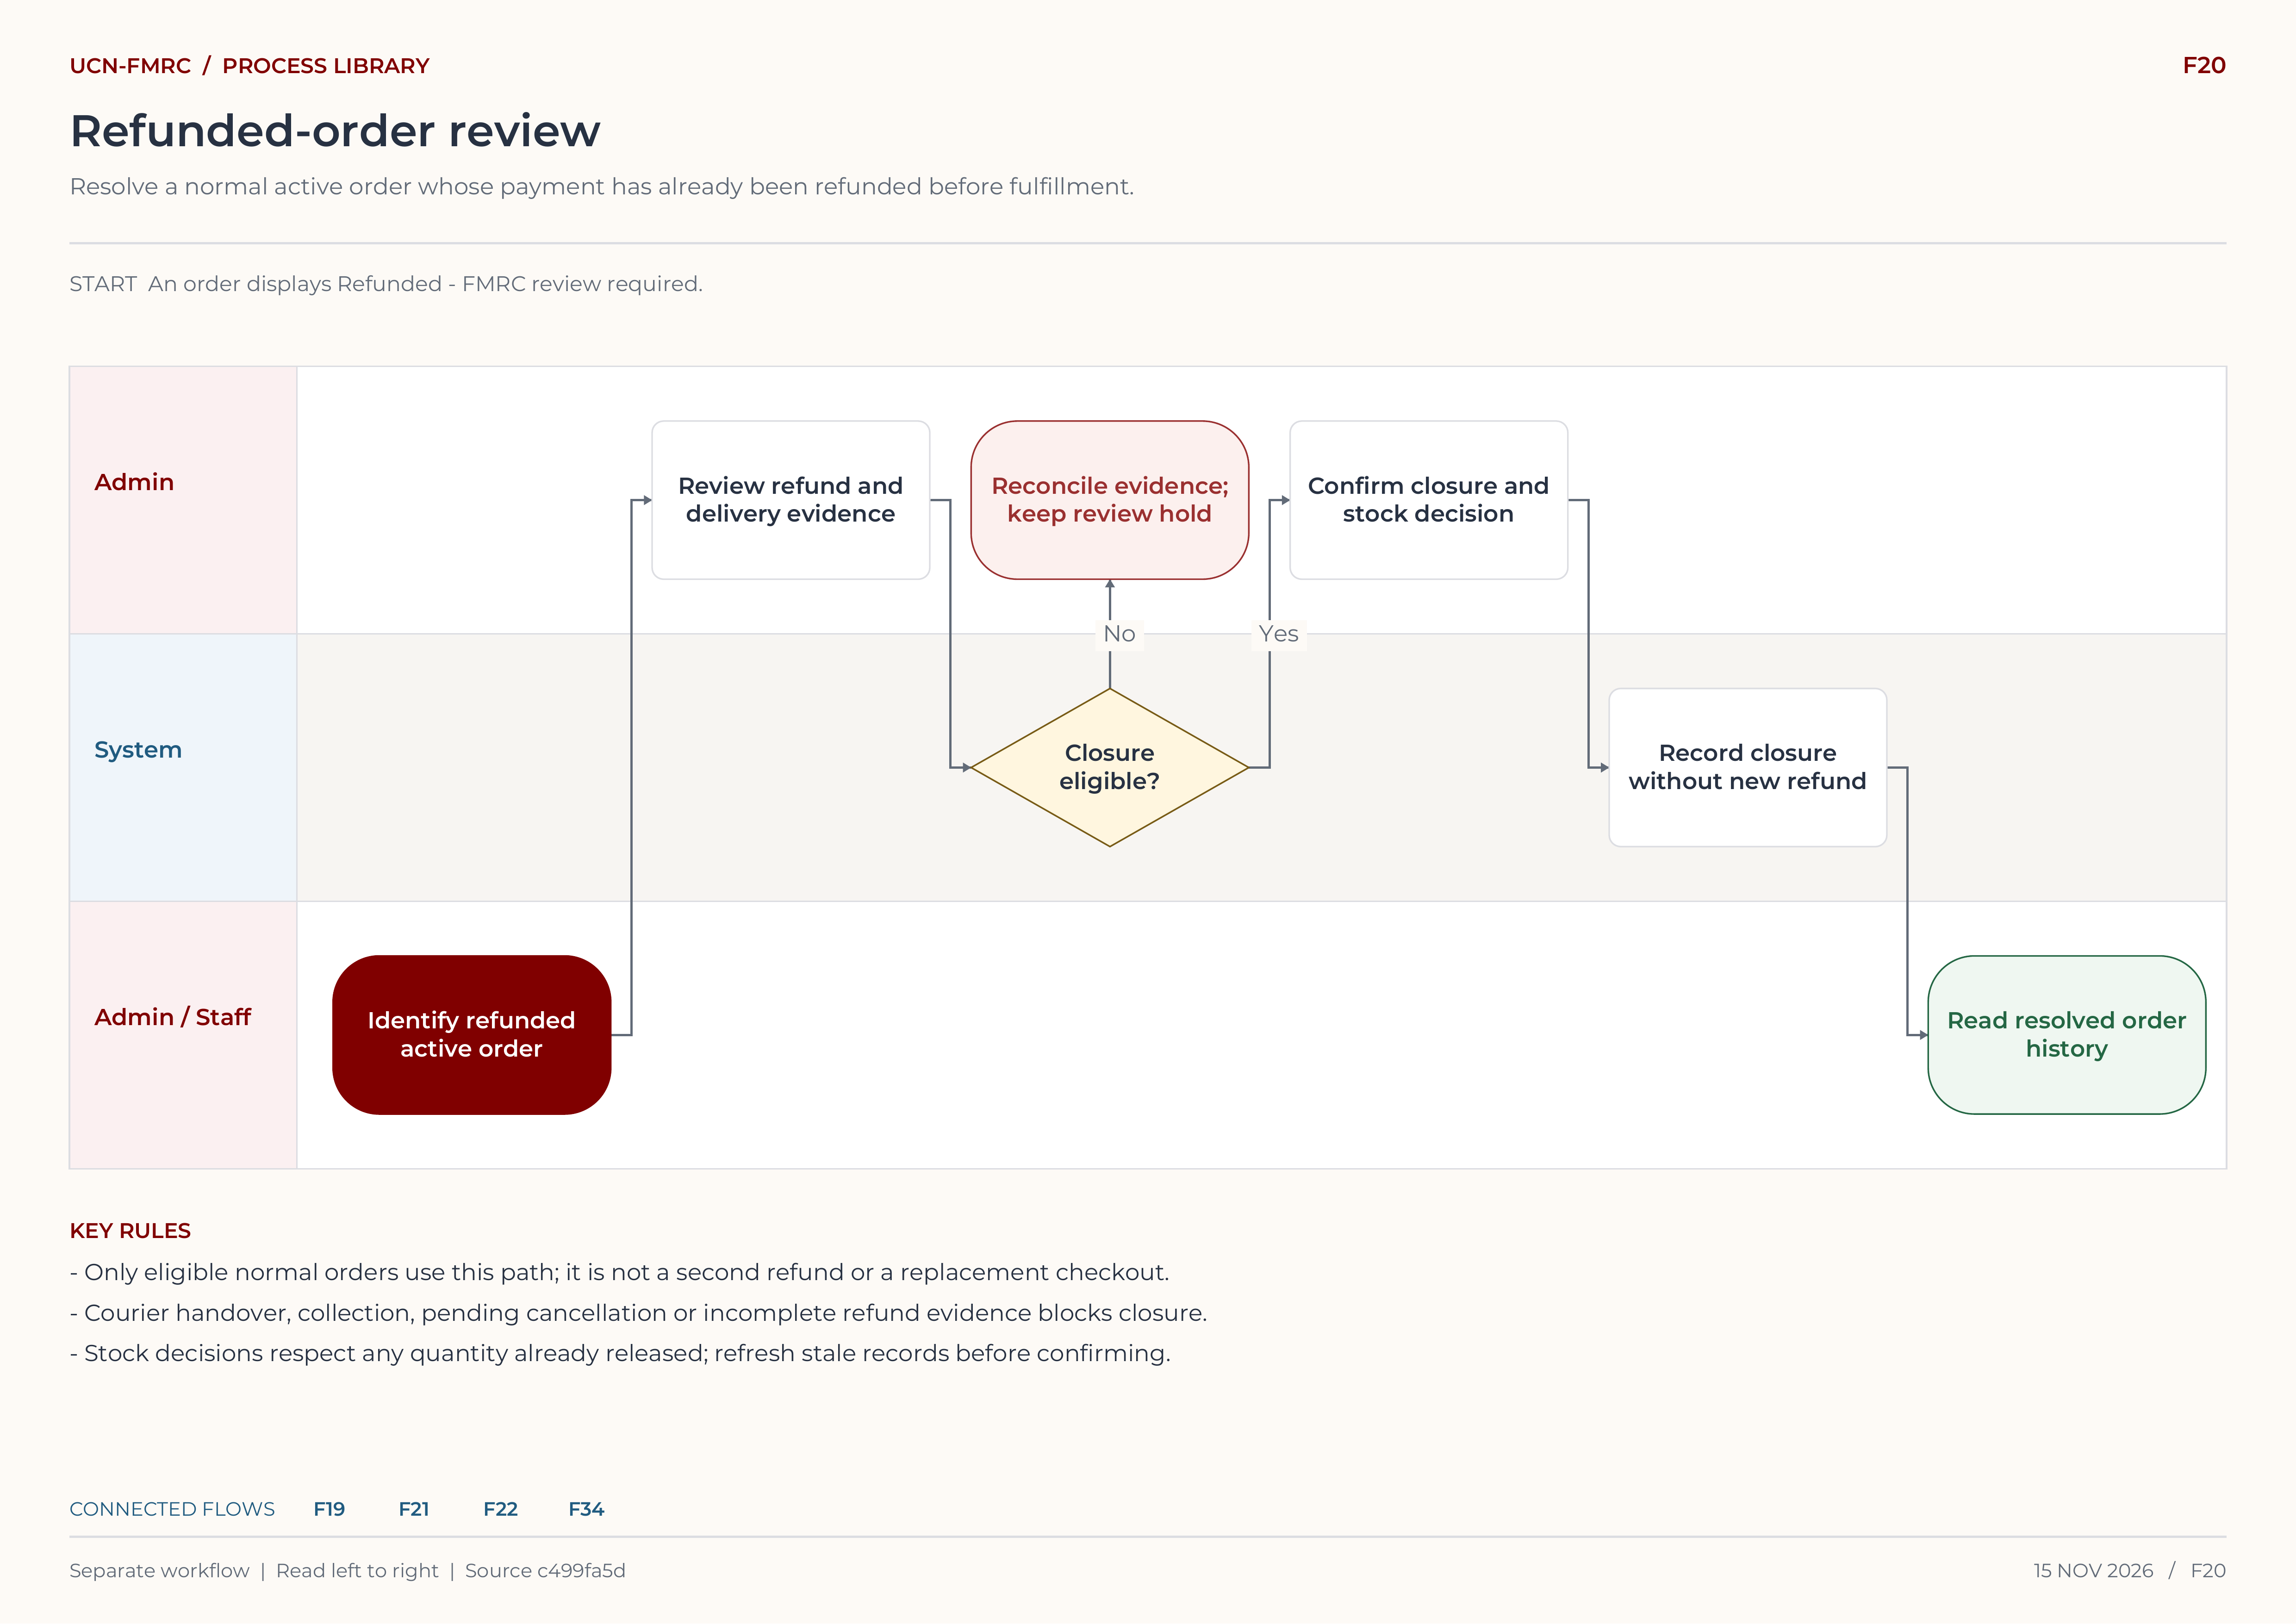 UCN-FMRC / PROCESS LIBRARY
F20
Refunded-order review
Resolve a normal active order whose payment has already been refunded before fulfillment.
START An order displays Refunded - FMRC review required.
Admin
Review refund and
delivery evidence
Reconcile evidence;
keep review hold
Confirm closure and
stock decision
No
Yes
System
Closure
eligible?
Record closure
without new refund
Admin / Staff
Identify refunded
active order
Read resolved order
history
KEY RULES
- Only eligible normal orders use this path; it is not a second refund or a replacement checkout.
- Courier handover, collection, pending cancellation or incomplete refund evidence blocks closure.
- Stock decisions respect any quantity already released; refresh stale records before confirming.
CONNECTED FLOWS F19 F21 F22 F34
Separate workflow | Read left to right | Source c499fa5d
15 NOV 2026 / F20